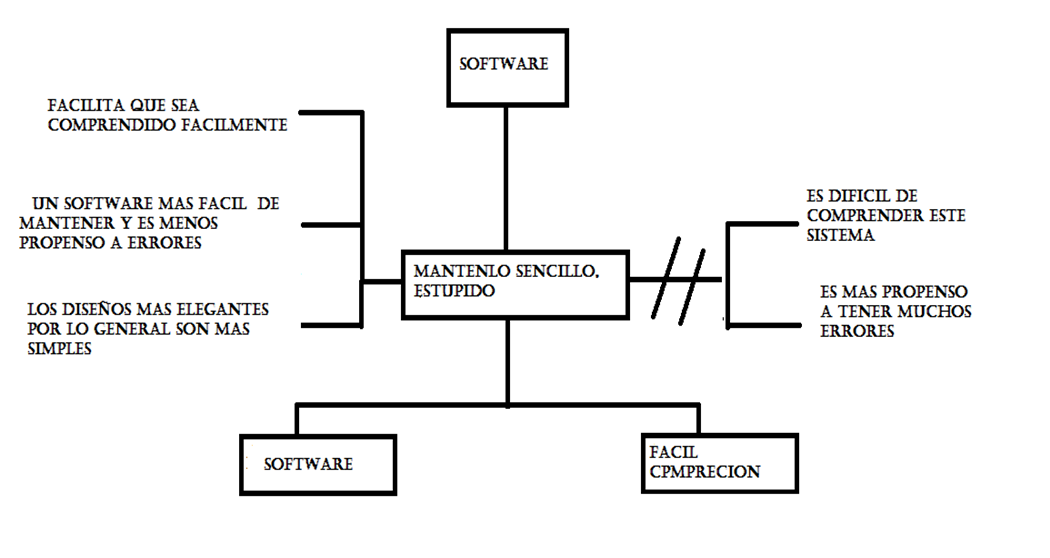 SOFTWARE
FACILITA QUE SEA
COMPRENDIDO FACILMENTE
UN SOFTWARE MAS FACIL DE
MANTENER Y ES MENOS
PROPENSO A ERRORES
LOS DISEÑOS MAS ELEGANTES
POR LO GENERAL SON MAS
SIMPLES
MANTENLO SENCILLO,
ESTUPIDO
ES DIFICIL DE
COMPRENDER ESTE
SISTEMA
ES MAS PROPENSO
A TENER MUCHOS
ERRORES
SOFTWARE
FACIL
CPMPRECION